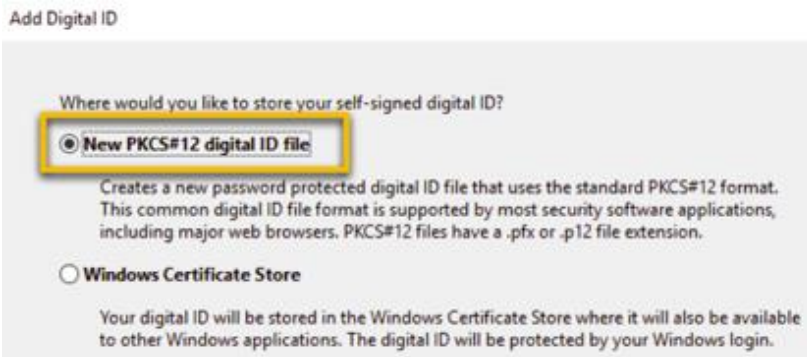 Add Digital ID
Where would you like to store your self-signed digital ID?
New PKCS#12 digital ID file
Creates a new password protected digital ID file that uses the standard PKCS#12 format.
This common digital ID file format is supported by most security software applications,
including major web browsers. PKCS#12 files have a .pfx or .p12 file extension.
Windows Certificate Store
Your digital ID will be stored in the Windows Certificate Store where it will also be available
to other Windows applications. The digital ID will be protected by your Windows login.